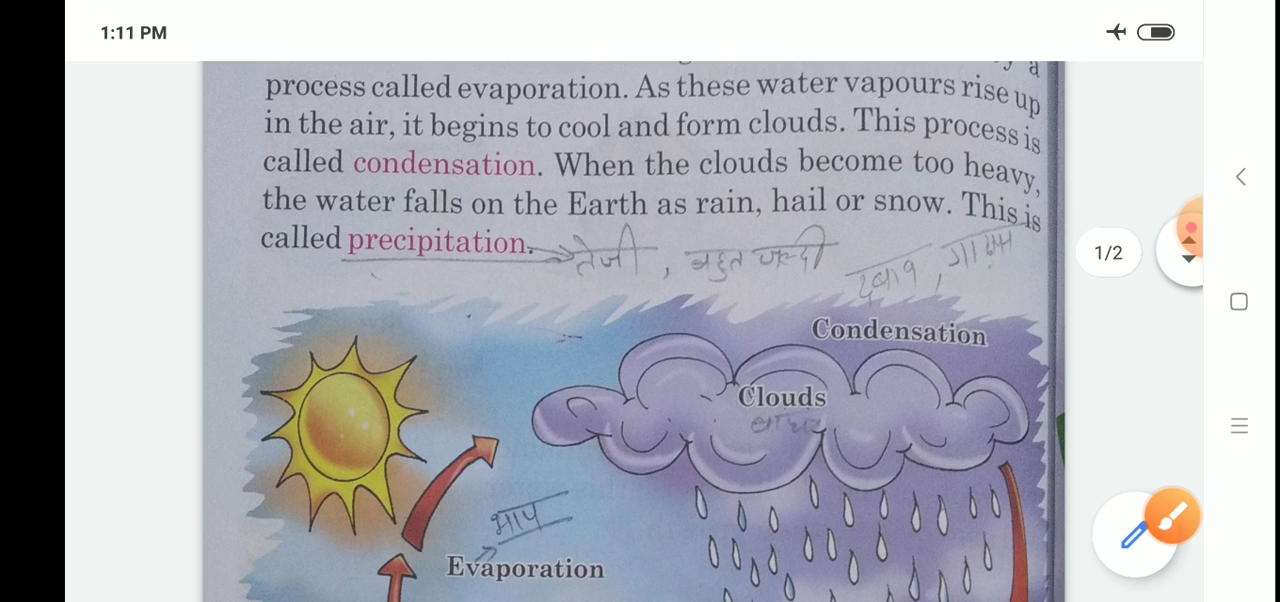 1:11 PM
process called evaporation. As these water vapours rise up
in the air, it begins to cool and form clouds. This process is
called condensation. When the clouds become too heavy,
the water falls on the Earth as rain, hail or snow. This is
called precipitation.
तेजी, बहुत जल्दी
1/2
Condensation
Clouds
भाप
Evaporation